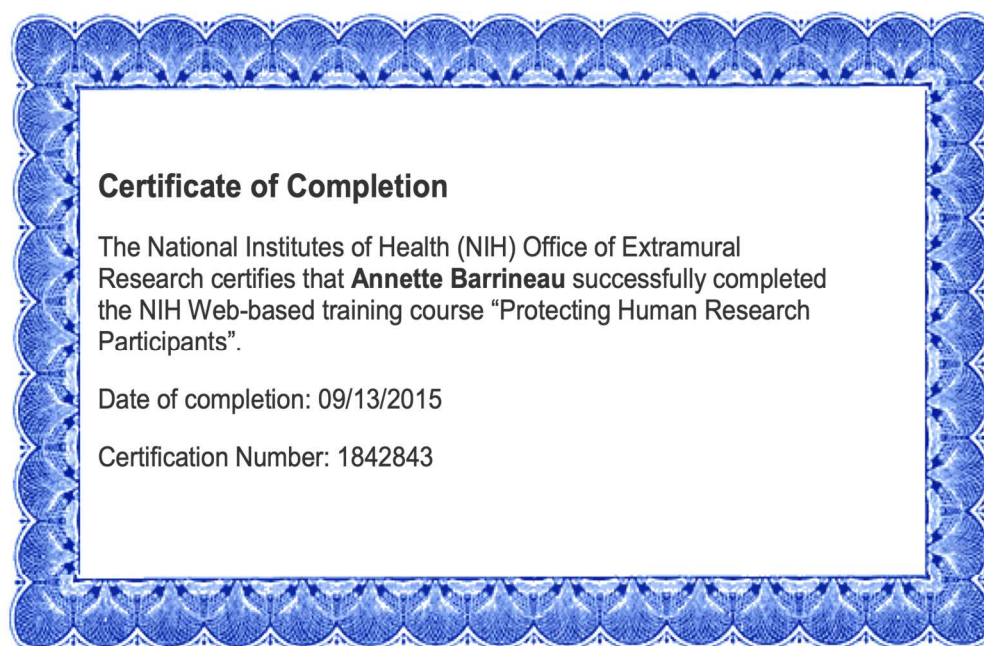 Certificate of Completion
The National Institutes of Health (NIH) Office of Extramural
Research certifies that Annette Barrineau successfully completed
the NIH Web-based training course “Protecting Human Research
Participants”.
Date of completion: 09/13/2015
Certification Number: 1842843